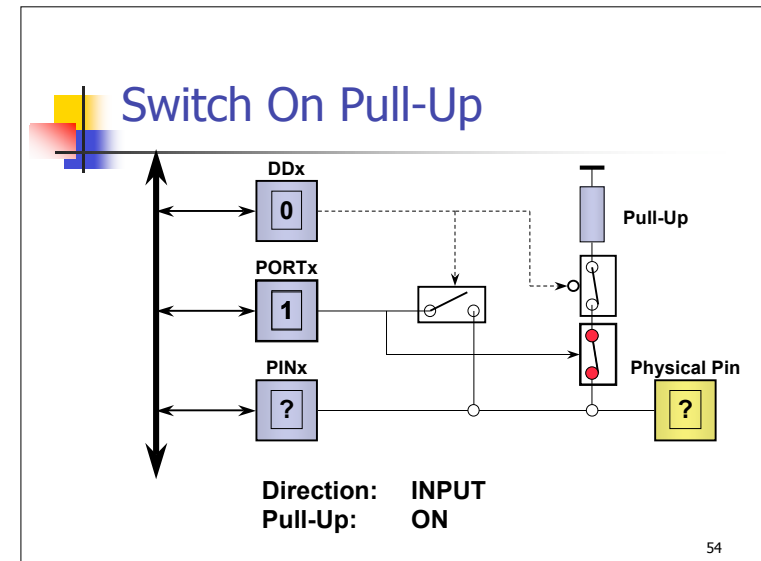 Switch On Pull-Up
DDx
0
Pull-Up
PORTx
1
PINx
?
Physical Pin
?
Direction: INPUT
Pull-Up: ON
54